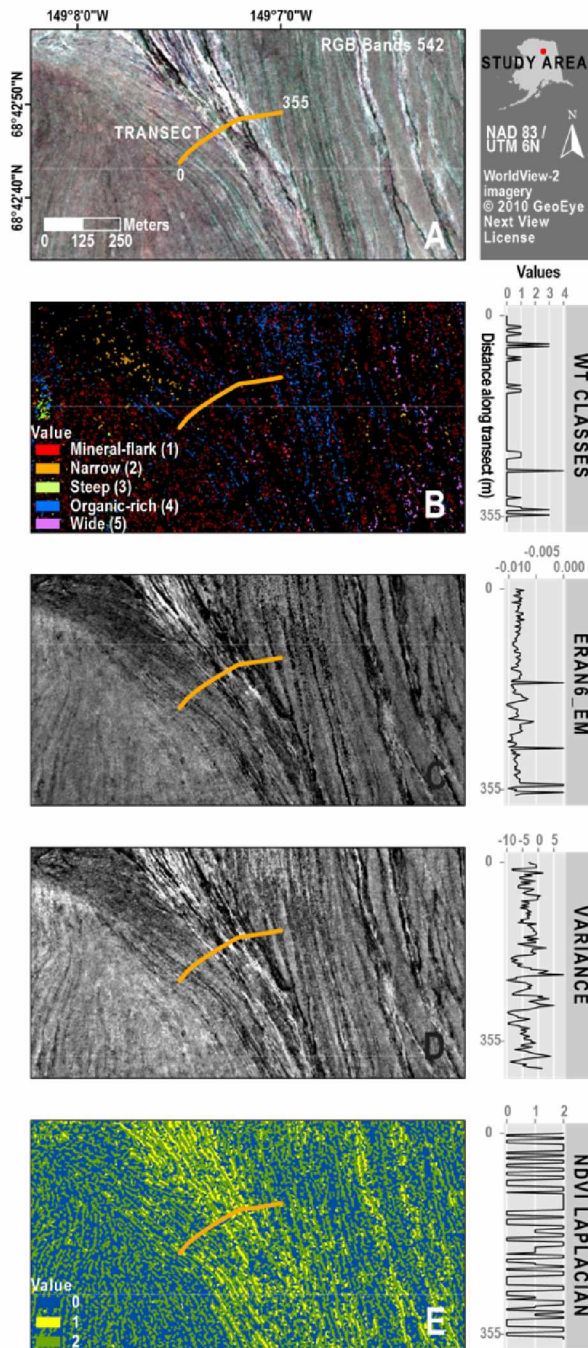 149°8'0"W
149°7'0"W
68°42'50"N
68°42'40"N
RGB Bands 542
TRANSECT
0
355
Meters
0 125 250
A
STUDY AREA
N
NAD 83 /
UTM 6N
WorldView-2
imagery
© 2010 GeoEye
Next View
License
Value
Mineral-flark (1)
Narrow (2)
Steep (3)
Organic-rich (4)
Wide (5)
B
Values
0 1 2 3 4
0
Distance along transect (m)
355
WT CLASSES
C
-0.005
-0.010 0.000
0
355
ERAN6_EM
D
-10-5 0 5
0
355
VARIANCE
Value
0
1
2
E
0 1 2
0
355
NDVI LAPLACIAN